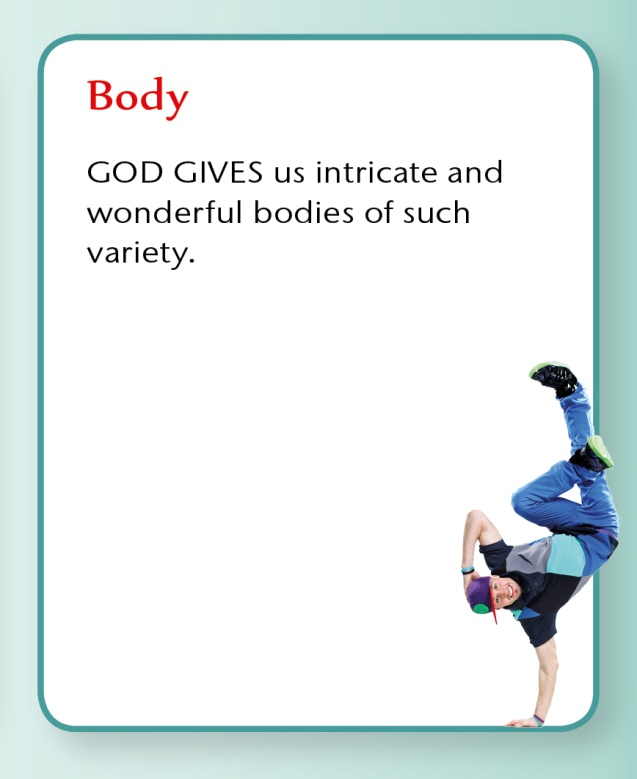 Body
GOD GIVES us intricate and
wonderful bodies of such
variety.